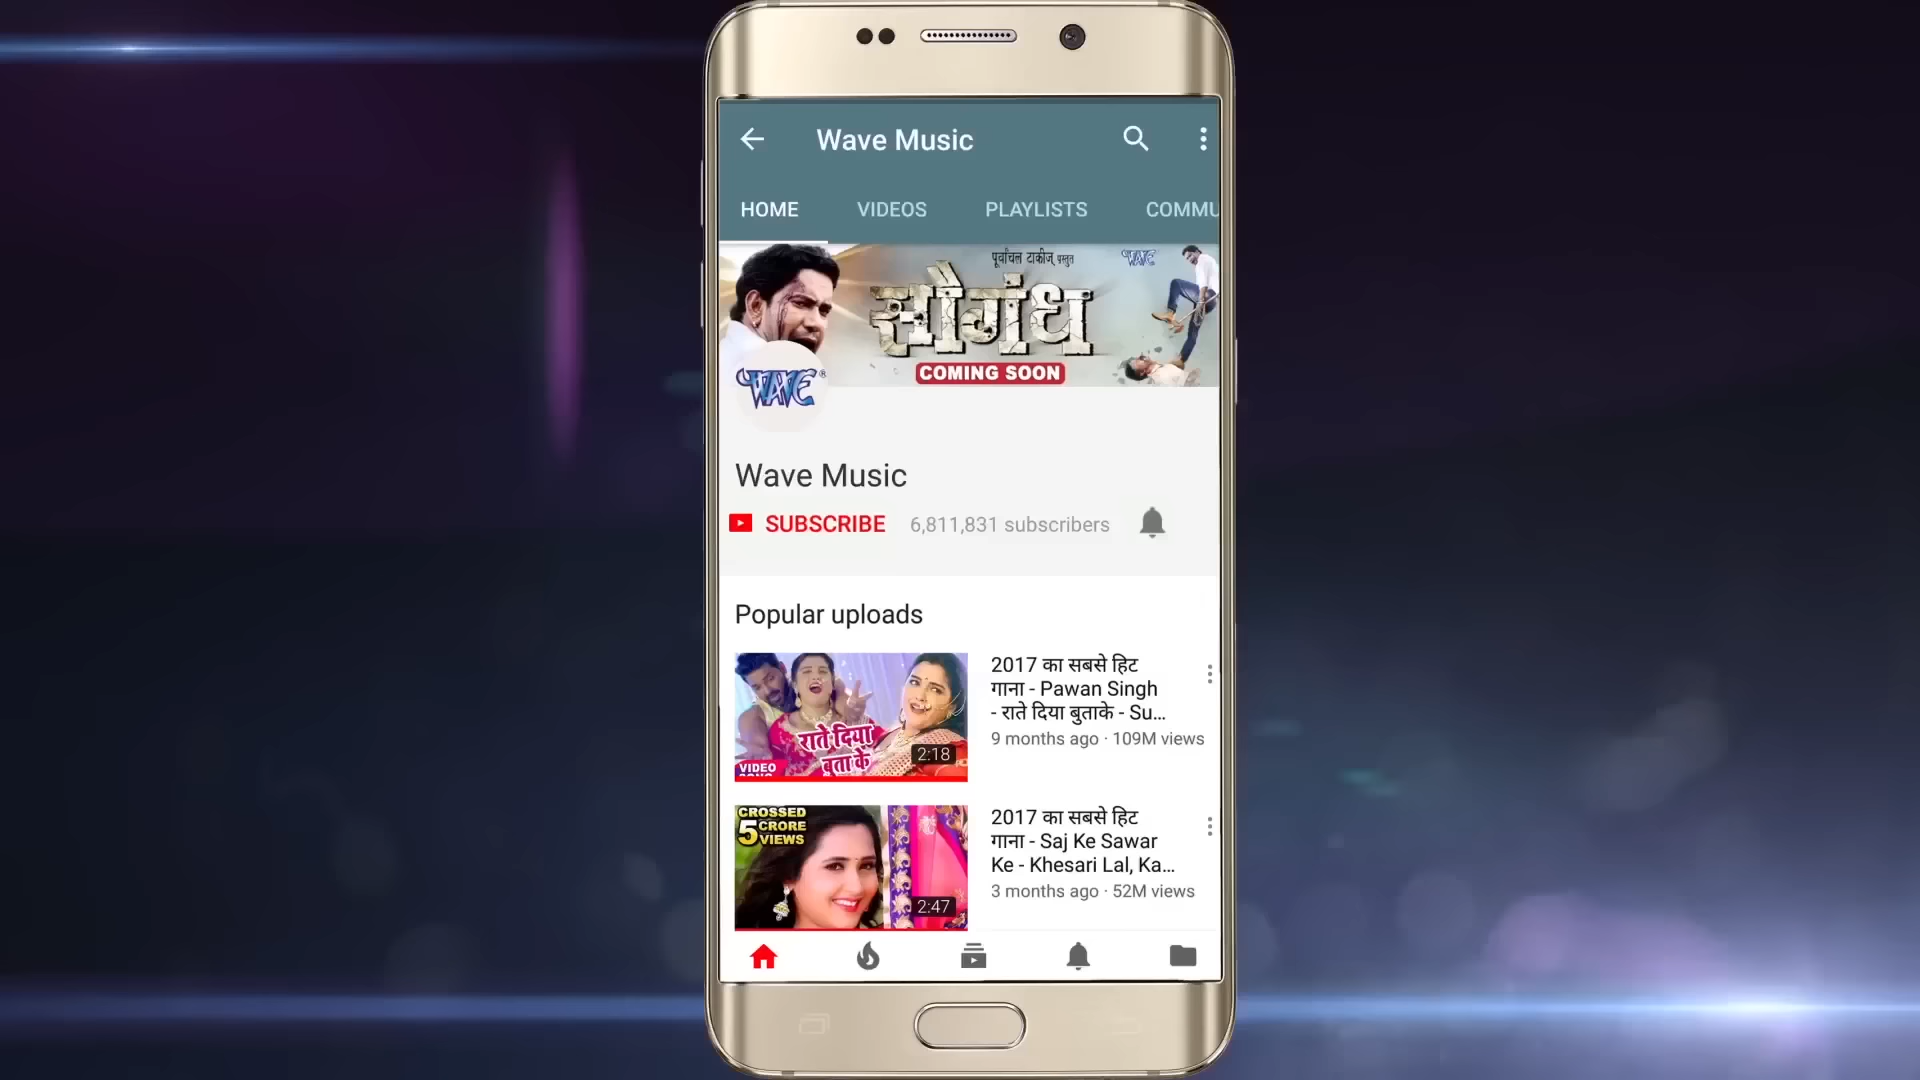 Wave Music
HOME VIDEOS PLAYLISTS COMMU
पूर्वांचल टाकीज् प्रस्तुत
WAVE
सौगंध
COMING SOON
WAVE®
Wave Music
SUBSCRIBE 6,811,831 subscribers
Popular uploads
राते दिया
बुता के
VIDEO
SONG
2:18
2017 का सबसे हिट
गाना - Pawan Singh
- राते दिया बुताके - Su...
9 months ago · 109M views
CROSSED
5 CRORE
VIEWS
2:47
2017 का सबसे हिट
गाना - Saj Ke Sawar
Ke - Khesari Lal, Ka...
3 months ago · 52M views